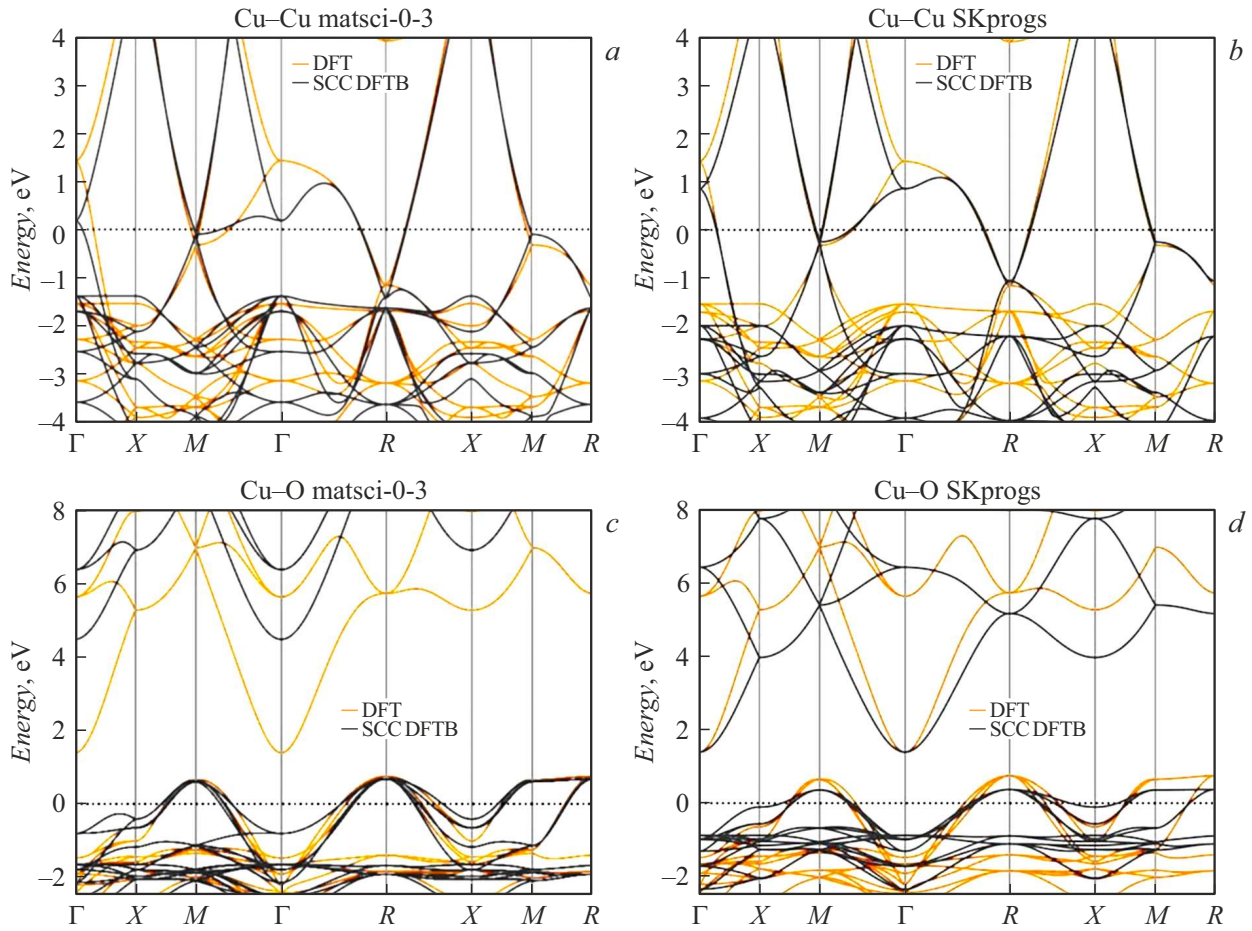 Cu–Cu matsci-0-3
a
4
3
2
1
0
–1
–2
–3
–4
Energy, eV
DFT
SCC DFTB
Γ X M Γ R X M R
Cu–Cu SKprogs
b
4
3
2
1
0
–1
–2
–3
–4
Energy, eV
DFT
SCC DFTB
Γ X M Γ R X M R
Cu–O matsci-0-3
c
8
6
4
2
0
–2
Energy, eV
DFT
SCC DFTB
Γ X M Γ R X M R
Cu–O SKprogs
d
8
6
4
2
0
–2
Energy, eV
DFT
SCC DFTB
Γ X M Γ R X M R